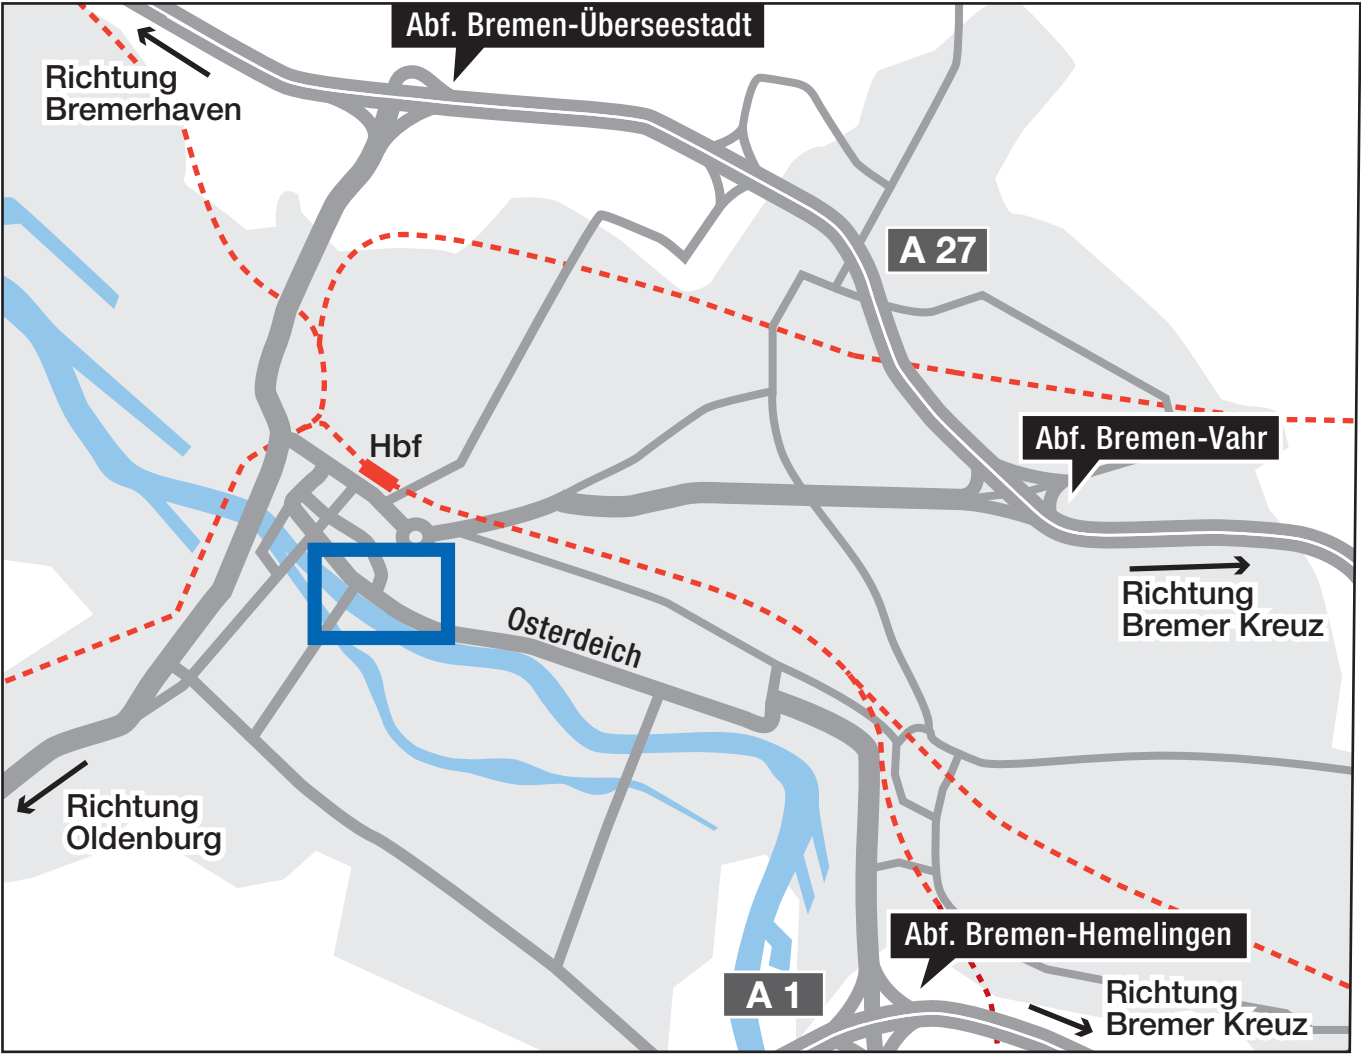 Abf. Bremen-Überseestadt
Richtung
Bremerhaven
A 27
Abf. Bremen-Vahr
Hbf
Richtung
Bremer Kreuz
Osterdeich
Richtung
Oldenburg
Abf. Bremen-Hemelingen
A 1
Richtung
Bremer Kreuz